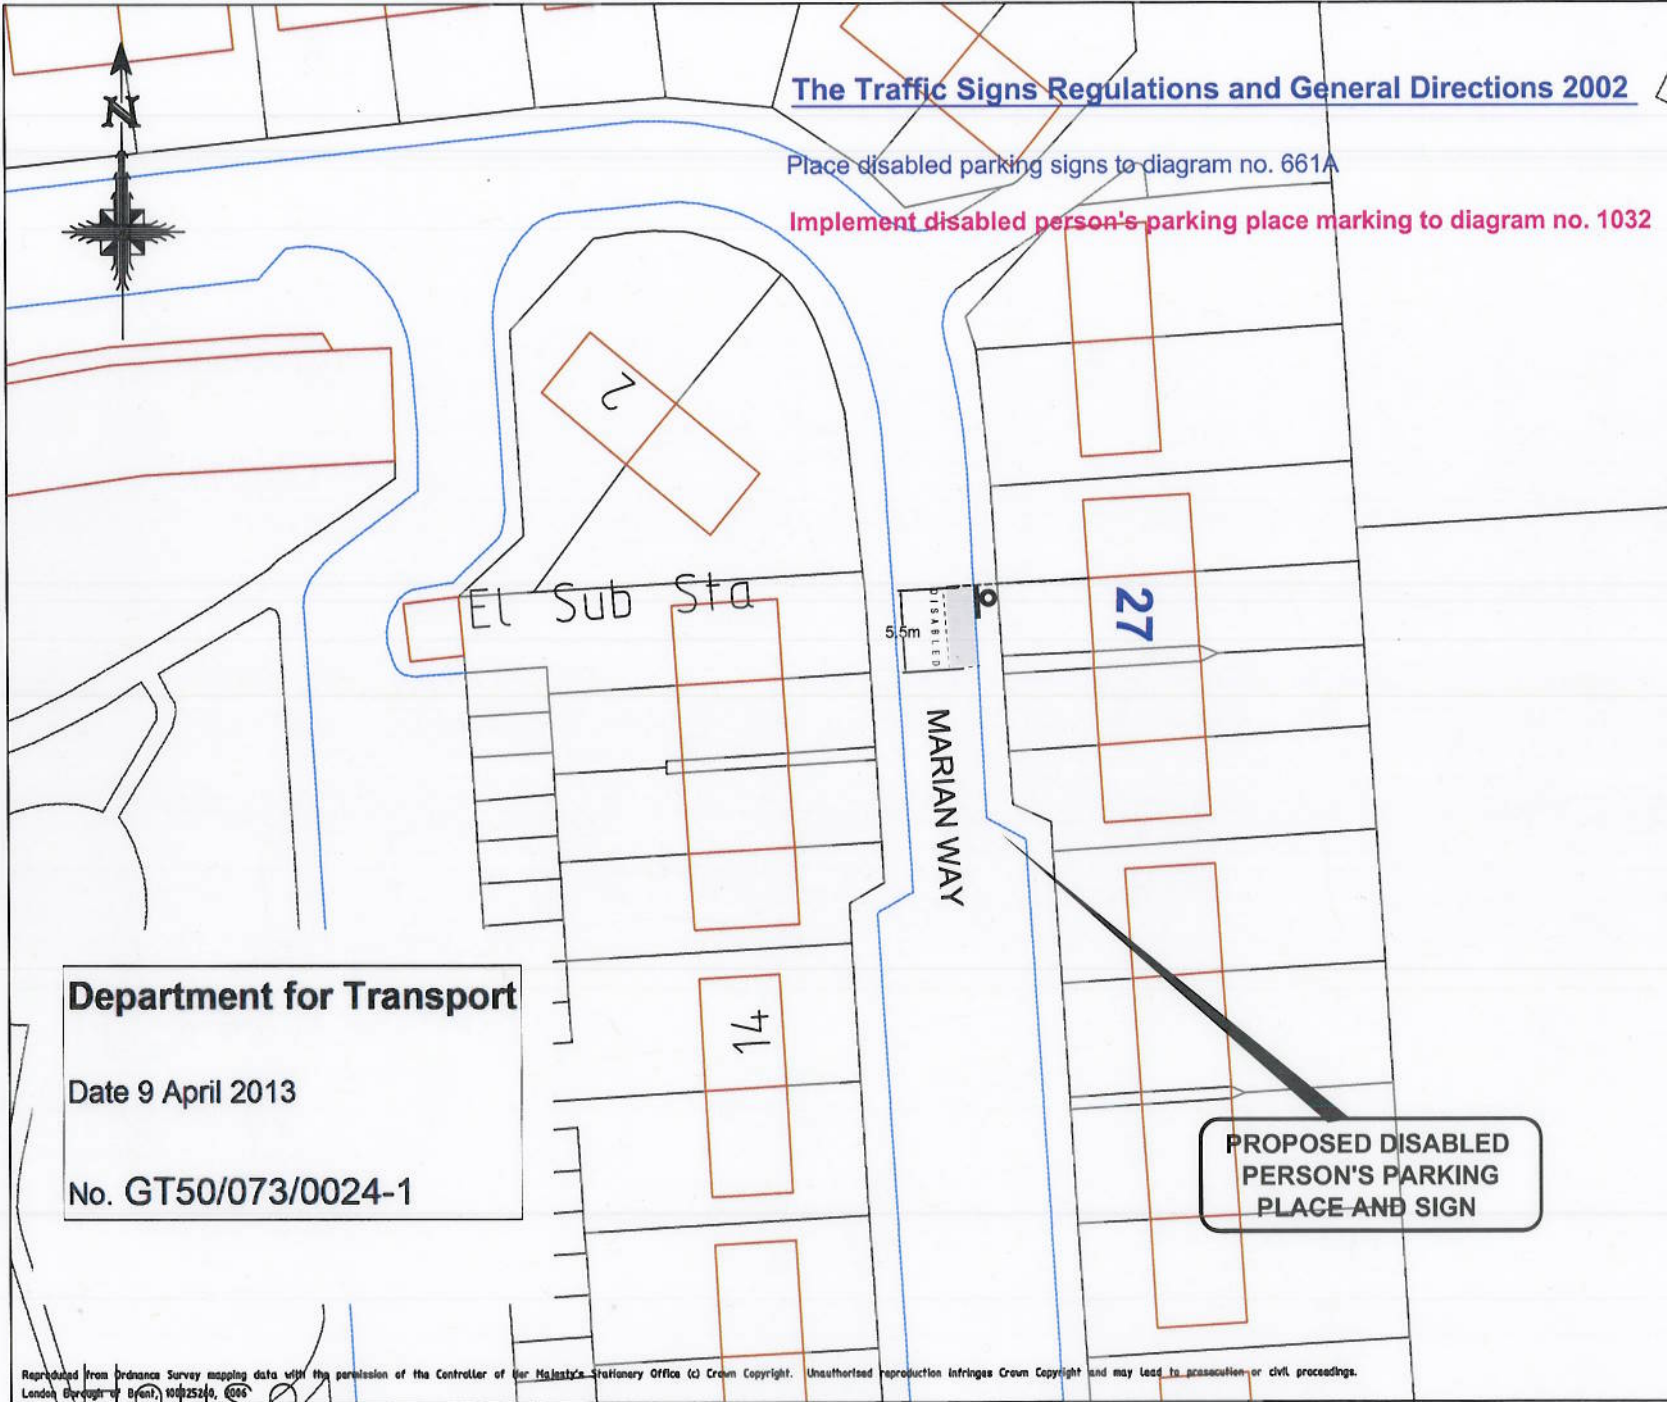 N
The Traffic Signs Regulations and General Directions 2002
Place disabled parking signs to diagram no. 661A
Implement disabled person's parking place marking to diagram no. 1032
2
El Sub Sta
5.5m
DISABLED
27
MARIAN WAY
14
Department for Transport
Date 9 April 2013
No. GT50/073/0024-1
PROPOSED DISABLED
PERSON'S PARKING
PLACE AND SIGN
Reproduced from Ordnance Survey mapping data with the permission of the Controller of Her Majesty's Stationery Office (c) Crown Copyright. Unauthorised reproduction infringes Crown Copyright and may lead to prosecution or civil proceedings.
London Borough of Brent, 100025260, 2006